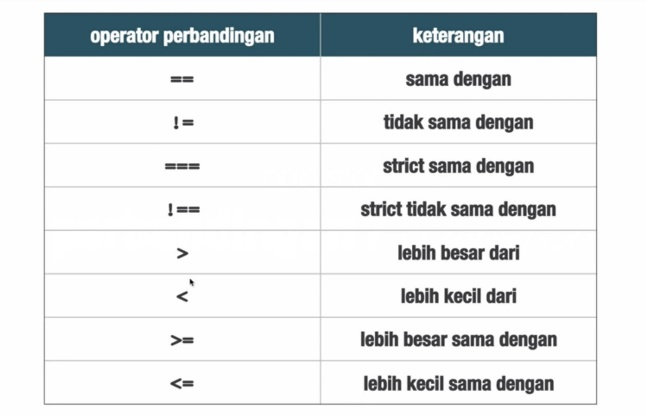 operator perbandingan keterangan
== sama dengan
!= tidak sama dengan
=== strict sama dengan
!== strict tidak sama dengan
> lebih besar dari
< lebih kecil dari
>= lebih besar sama dengan
<= lebih kecil sama dengan